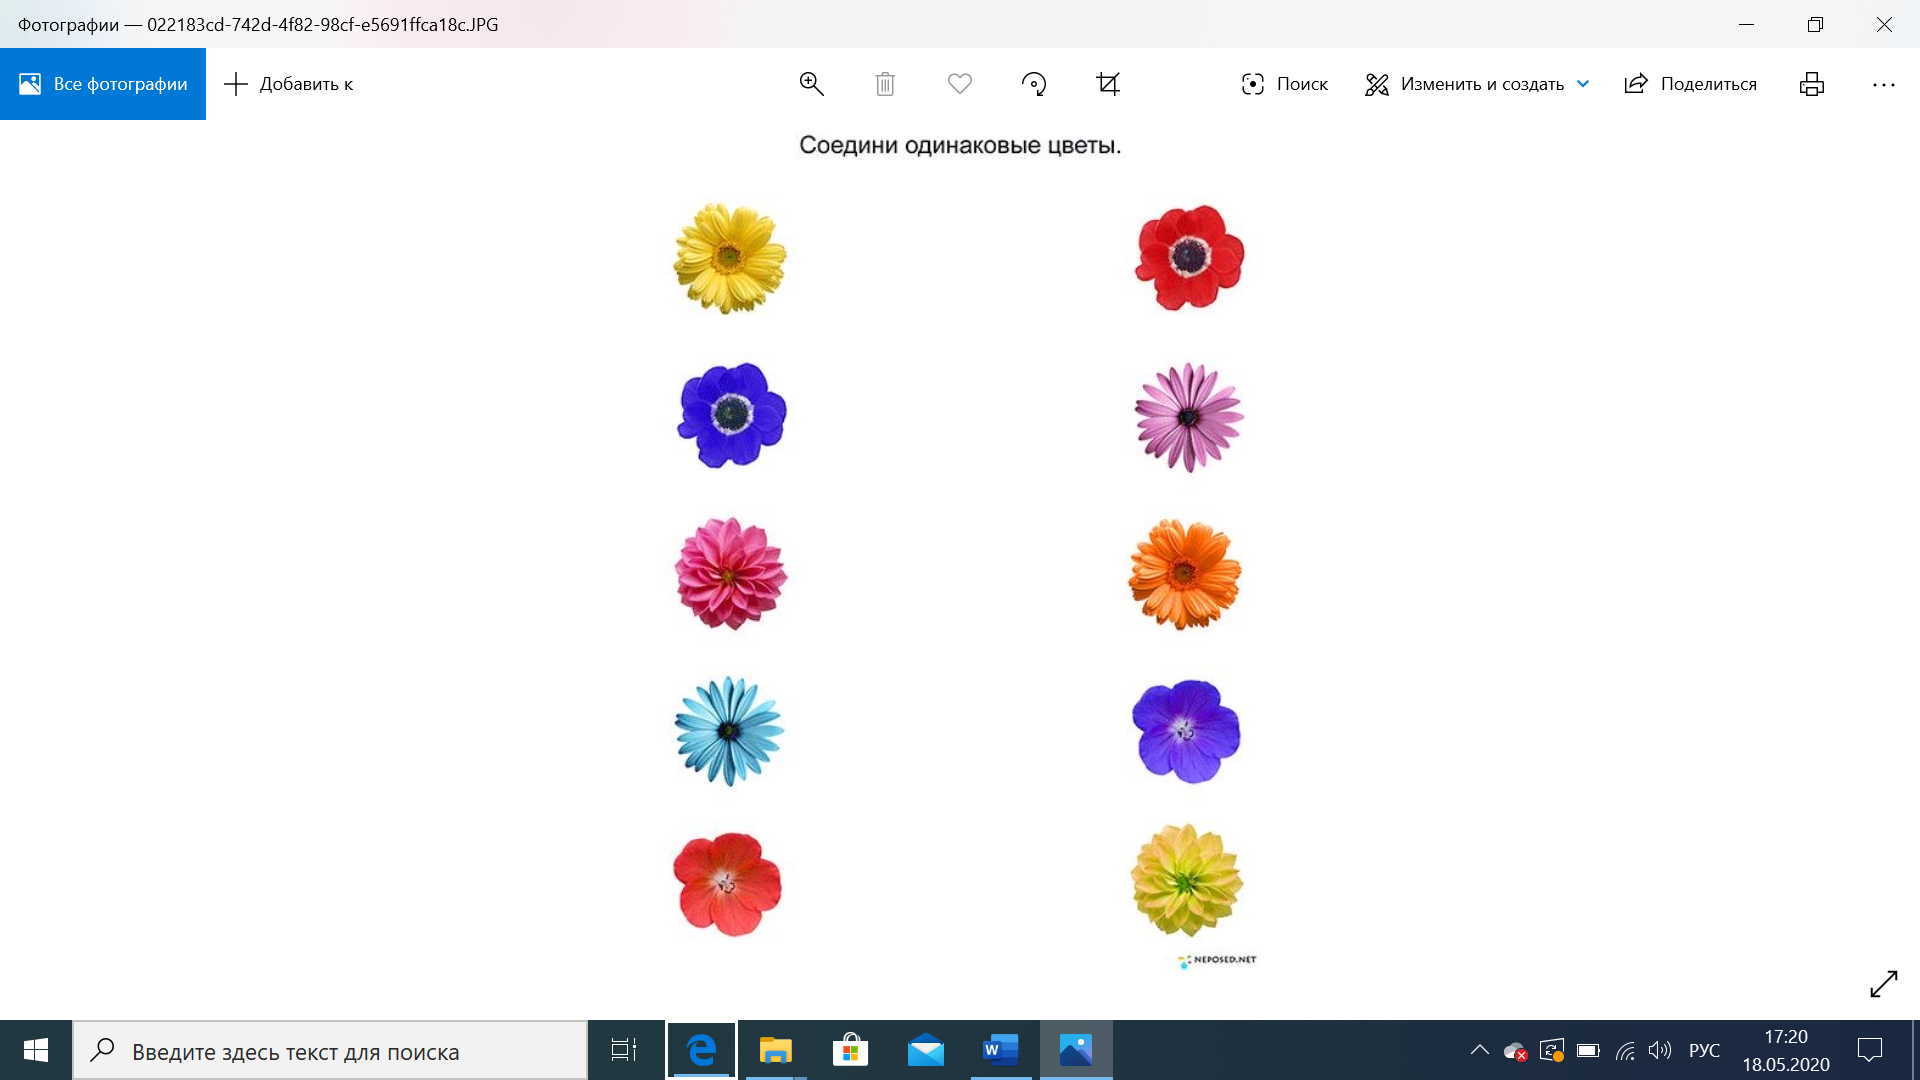 Фотографии — 022183cd-742d-4f82-98cf-e5691ffca18c.JPG
Все фотографии
Добавить к
Поиск
Изменить и создать
Поделиться
Соедини одинаковые цветы.
NEPOSED.NET
Введите здесь текст для поиска
РУС
17:20
18.05.2020